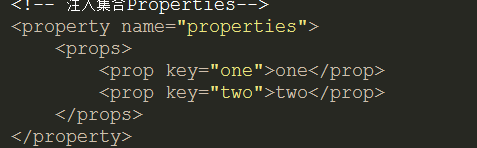 <!-- 注入集合Properties-->
<property name="properties">
    <props>
        <prop key="one">one</prop>
        <prop key="two">two</prop>
    </props>
</property>